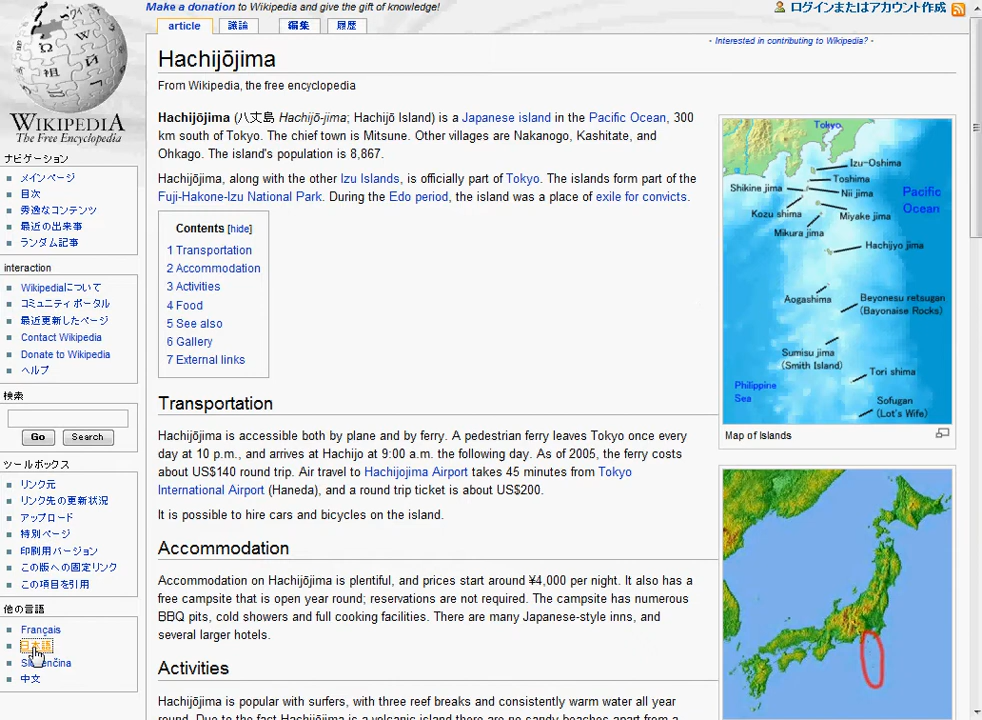 Make a donation to Wikipedia and give the gift of knowledge!
ログインまたはアカウント作成
article
議論
編集
履歴
- Interested in contributing to Wikipedia? -
Hachijōjima
From Wikipedia, the free encyclopedia
Hachijōjima (八丈島 Hachijō-jima; Hachijō Island) is a Japanese island in the Pacific Ocean, 300
km south of Tokyo. The chief town is Mitsune. Other villages are Nakanogo, Kashitate, and
Ohkago. The island's population is 8,867.
Hachijōjima, along with the other Izu Islands, is officially part of Tokyo. The islands form part of the
Fuji-Hakone-Izu National Park. During the Edo period, the island was a place of exile for convicts.
Contents [hide]
1 Transportation
2 Accommodation
3 Activities
4 Food
5 See also
6 Gallery
7 External links
Transportation
Hachijōjima is accessible both by plane and by ferry. A pedestrian ferry leaves Tokyo once every
day at 10 p.m., and arrives at Hachijo at 9:00 a.m. the following day. As of 2005, the ferry costs
about US$140 round trip. Air travel to Hachijojima Airport takes 45 minutes from Tokyo
International Airport (Haneda), and a round trip ticket is about US$200.
It is possible to hire cars and bicycles on the island.
Accommodation
Accommodation on Hachijōjima is plentiful, and prices start around ¥4,000 per night. It also has a
free campsite that is open year round; reservations are not required. The campsite has numerous
BBQ pits, cold showers and full cooking facilities. There are many Japanese-style inns, and
several larger hotels.
Activities
Hachijōjima is popular with surfers, with three reef breaks and consistently warm water all year
round. Due to the fact Hachijōjima is a volcanic island there are no sandy beaches apart from a
Tokyo
Izu-Oshima
Toshima
Shikine jima
Nii jima
Pacific
Ocean
Kozu shima
Miyake jima
Mikura jima
Hachijyo jima
Aogashima
Beyonesu retsugan
(Bayonaise Rocks)
Sumisu jima
(Smith Island)
Tori shima
Philippine
Sea
Sofugan
(Lot's Wife)
Map of Islands
WIKIPEDIA
The Free Encyclopedia
ナビゲーション
メインページ
目次
秀逸なコンテンツ
最近の出来事
ランダム記事
interaction
Wikipediaについて
コミュニティポータル
最近更新したページ
Contact Wikipedia
Donate to Wikipedia
ヘルプ
検索
Go
Search
ツールボックス
リンク元
リンク先の更新状況
アップロード
特別ページ
印刷用バージョン
この版への固定リンク
この項目を引用
他の言語
Français
日本語
Slovenčina
中文